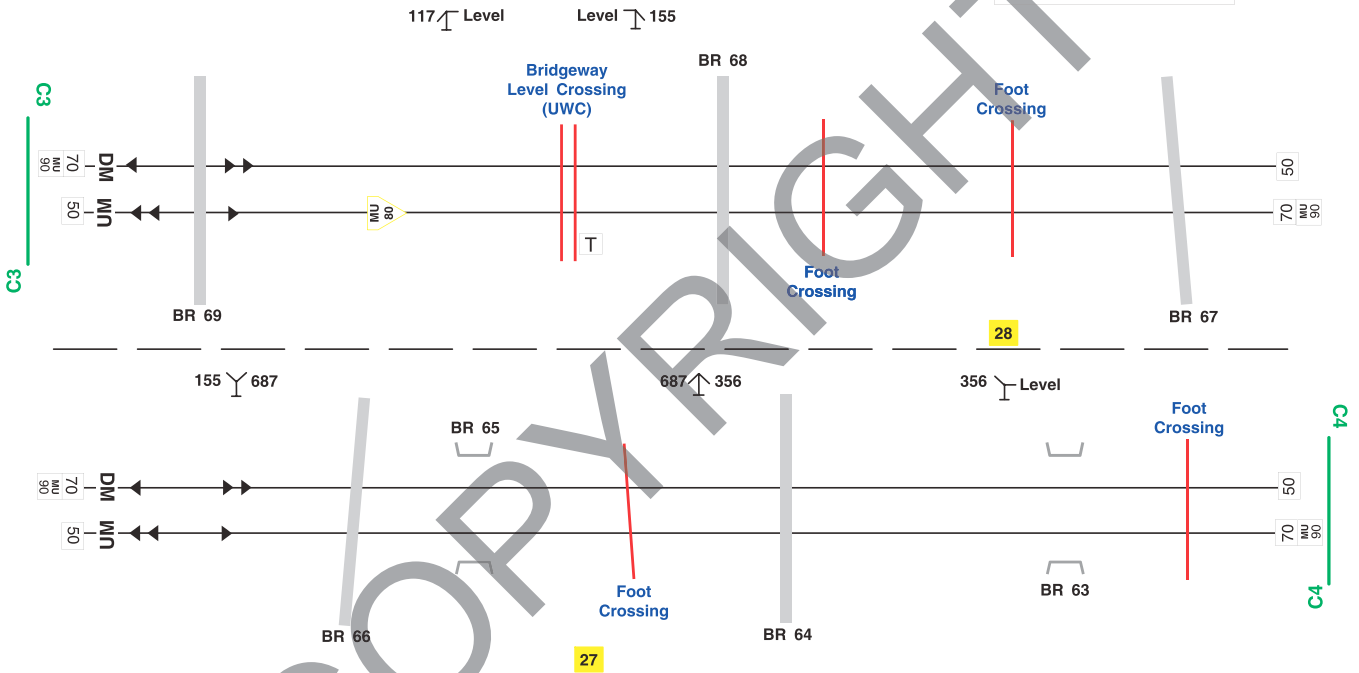 117 Level
Level 155
BR 68
Bridgeway
Level Crossing
(UWC)
Foot
Crossing
C3
70 MU 90
DM
50
50
UM
MU 80
70 MU 90
T
C3
Foot
Crossing
BR 69
BR 67
28
155 687
687 356
356 Level
Foot
Crossing
C4
BR 65
70 MU 90
DM
50
50
UM
70 MU 90
Foot
Crossing
BR 63
C4
BR 66
BR 64
27
COPYRIGHT